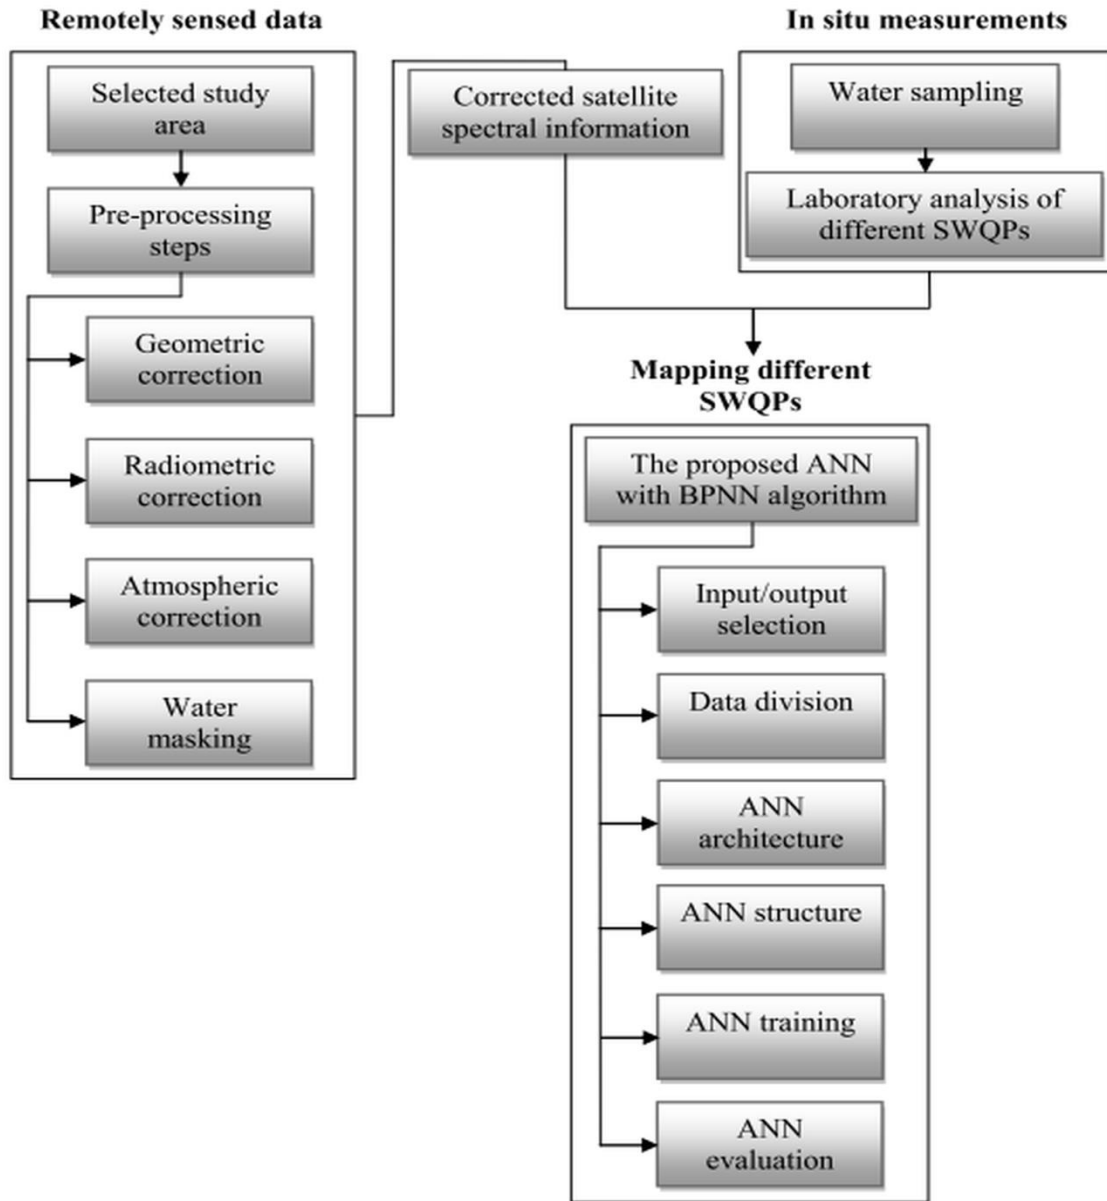 Remotely sensed data
Selected study
area
Pre-processing
steps
Geometric
correction
Radiometric
correction
Atmospheric
correction
Water
masking
Corrected satellite
spectral information
In situ measurements
Water sampling
Laboratory analysis of
different SWQPs
Mapping different
SWQPs
The proposed ANN
with BPNN algorithm
Input/output
selection
Data division
ANN
architecture
ANN structure
ANN training
ANN
evaluation